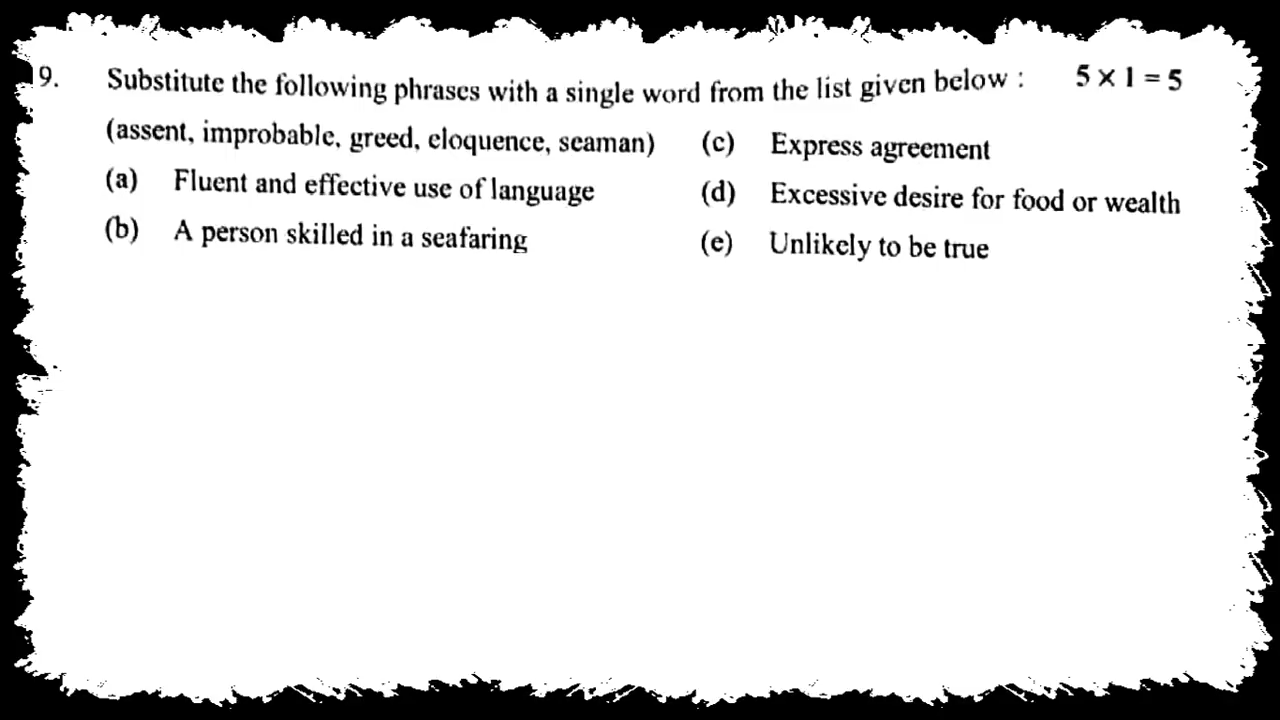 9. Substitute the following phrases with a single word from the list given below : 5 × 1 = 5
(assent, improbable, greed, eloquence, seaman)
(a) Fluent and effective use of language
(b) A person skilled in a seafaring
(c) Express agreement
(d) Excessive desire for food or wealth
(e) Unlikely to be true